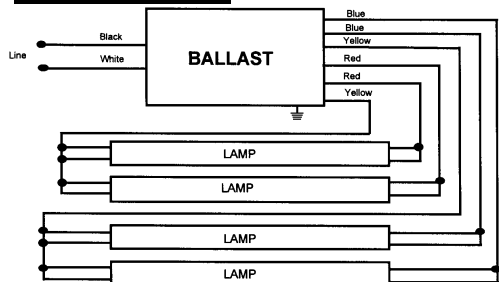 Blue
Blue
Black
Yellow
Line
White
BALLAST
Red
Red
Yellow
LAMP
LAMP
LAMP
LAMP